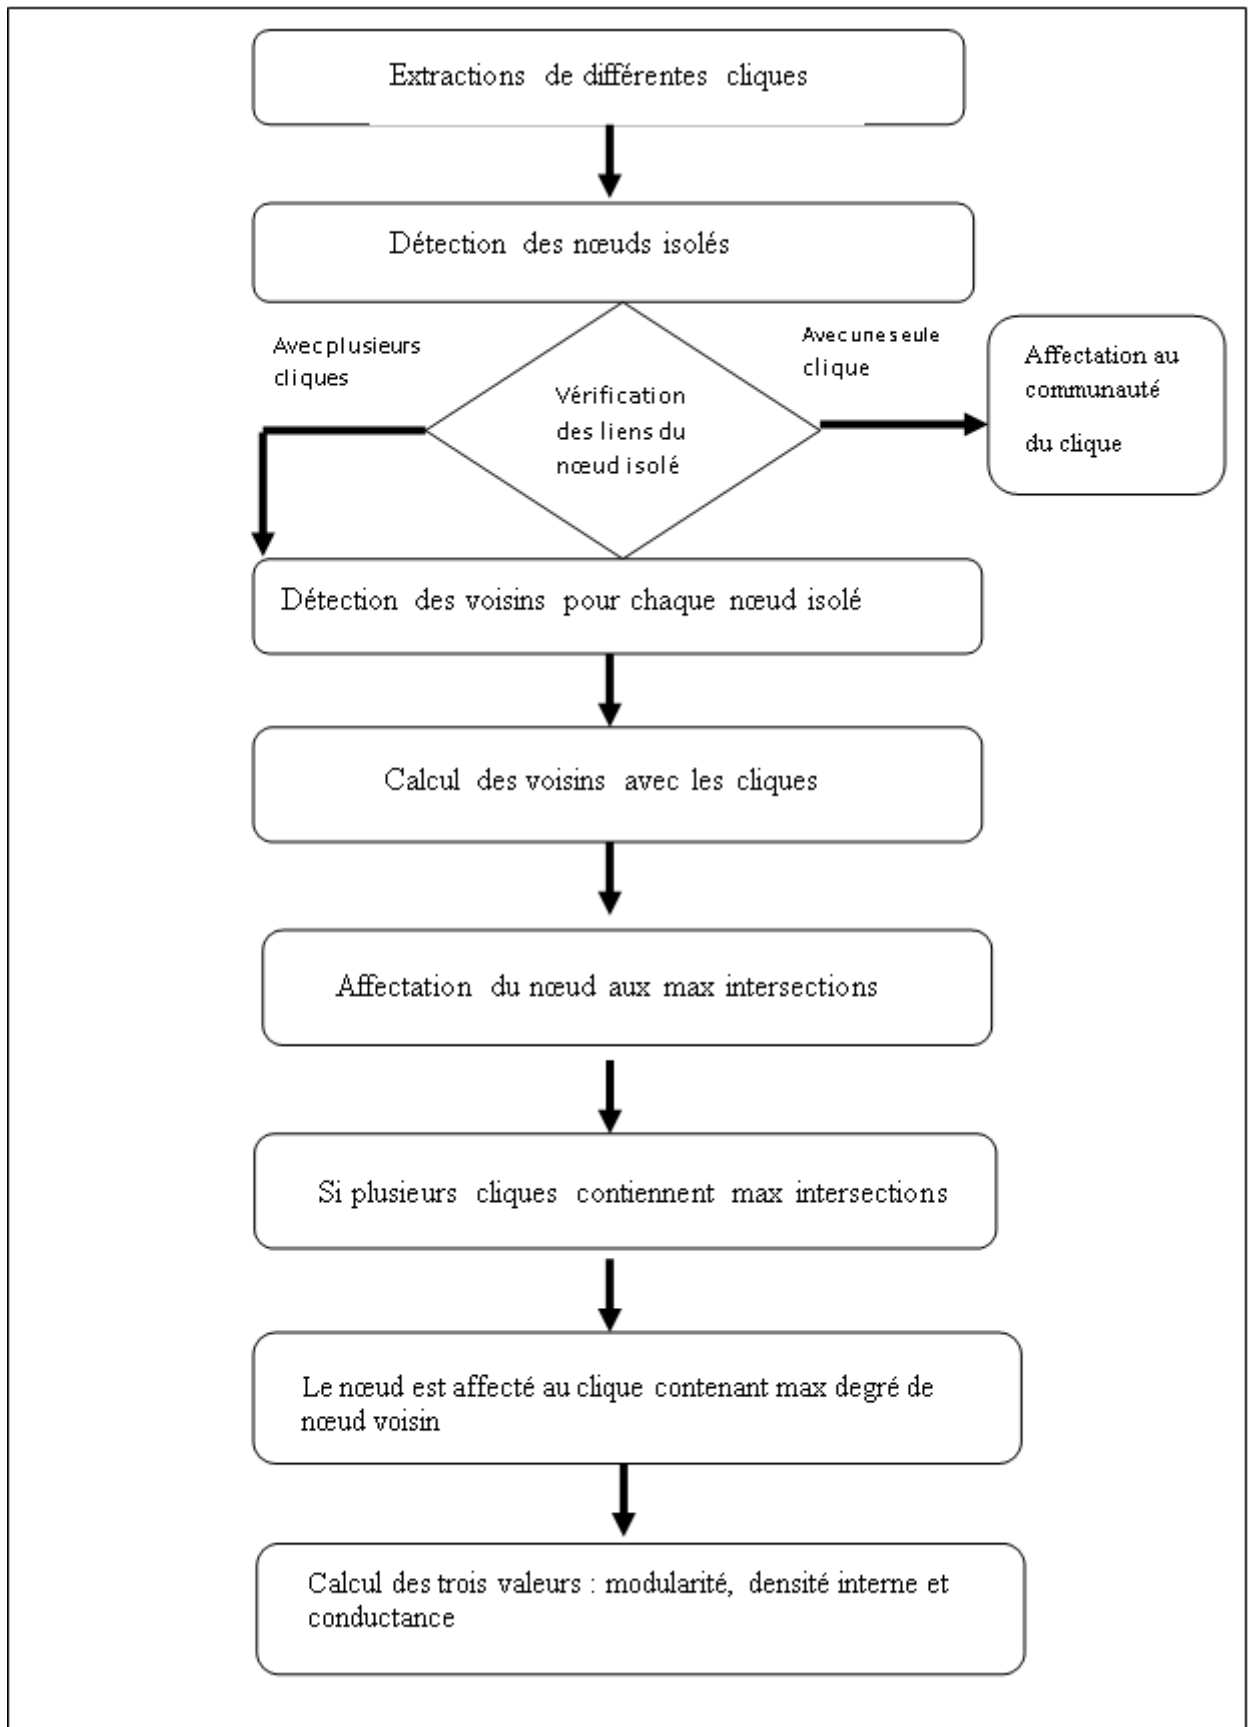 Extractions de différentes cliques
Détection des nœuds isolés
Avec plusieurs
cliques
Avec une seule
clique
Vérification
des liens du
nœud isolé
Affectation au
communauté
du clique
Détection des voisins pour chaque nœud isolé
Calcul des voisins avec les cliques
Affectation du nœud aux max intersections
Si plusieurs cliques contiennent max intersections
Le nœud est affecté au clique contenant max degré de
nœud voisin
Calcul des trois valeurs : modularité, densité interne et
conductance